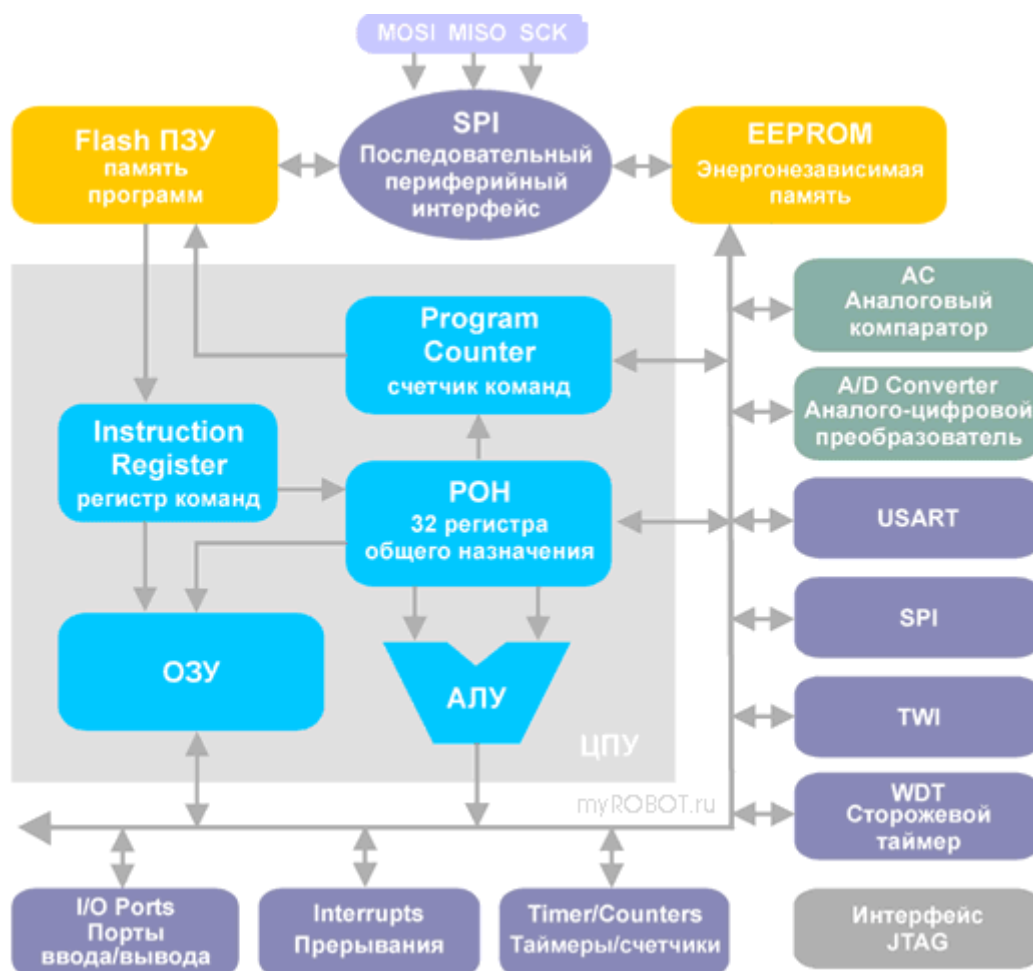 MOSI MISO SCK
SPI
Последовательный
периферийный
интерфейс
Flash ПЗУ
память
программ
EEPROM
Энергонезависимая
память
Program
Counter
счетчик команд
Instruction
Register
регистр команд
РОН
32 регистра
общего назначения
ОЗУ
АЛУ
ЦПУ
myROBOT.ru
AC
Аналоговый
компаратор
A/D Converter
Аналого-цифровой
преобразователь
USART
SPI
TWI
WDT
Сторожевой
таймер
I/O Ports
Порты
ввода/вывода
Interrupts
Прерывания
Timer/Counters
Таймеры/счетчики
Интерфейс
JTAG